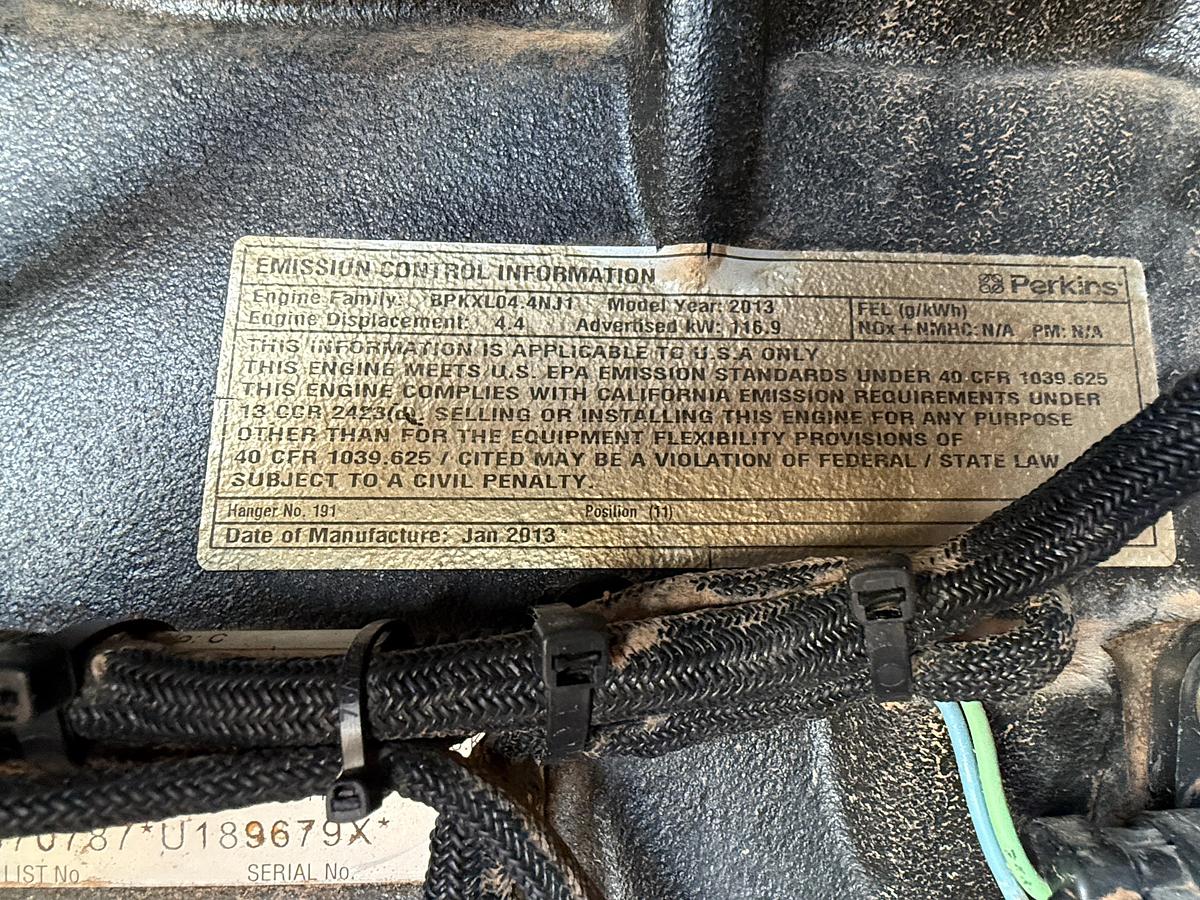 EMISSION CONTROL INFORMATION
Perkins
Engine Family: BPKXL04.4NJ1 Model Year: 2013
FEL (g/kWh)
Engine Displacement: 4.4 Advertised kW: 116.9
NOx + NMHC: N/A PM: N/A
THIS INFORMATION IS APPLICABLE TO U.S.A ONLY
THIS ENGINE MEETS U.S. EPA EMISSION STANDARDS UNDER 40 CFR 1039.625
THIS ENGINE COMPLIES WITH CALIFORNIA EMISSION REQUIREMENTS UNDER
13 CCR 2423(d). SELLING OR INSTALLING THIS ENGINE FOR ANY PURPOSE
OTHER THAN FOR THE EQUIPMENT FLEXIBILITY PROVISIONS OF
40 CFR 1039.625 / CITED MAY BE A VIOLATION OF FEDERAL / STATE LAW
SUBJECT TO A CIVIL PENALTY.
Hanger No. 191 Position (11)
Date of Manufacture: Jan 2013
70787*U189679X*
LIST No SERIAL No.